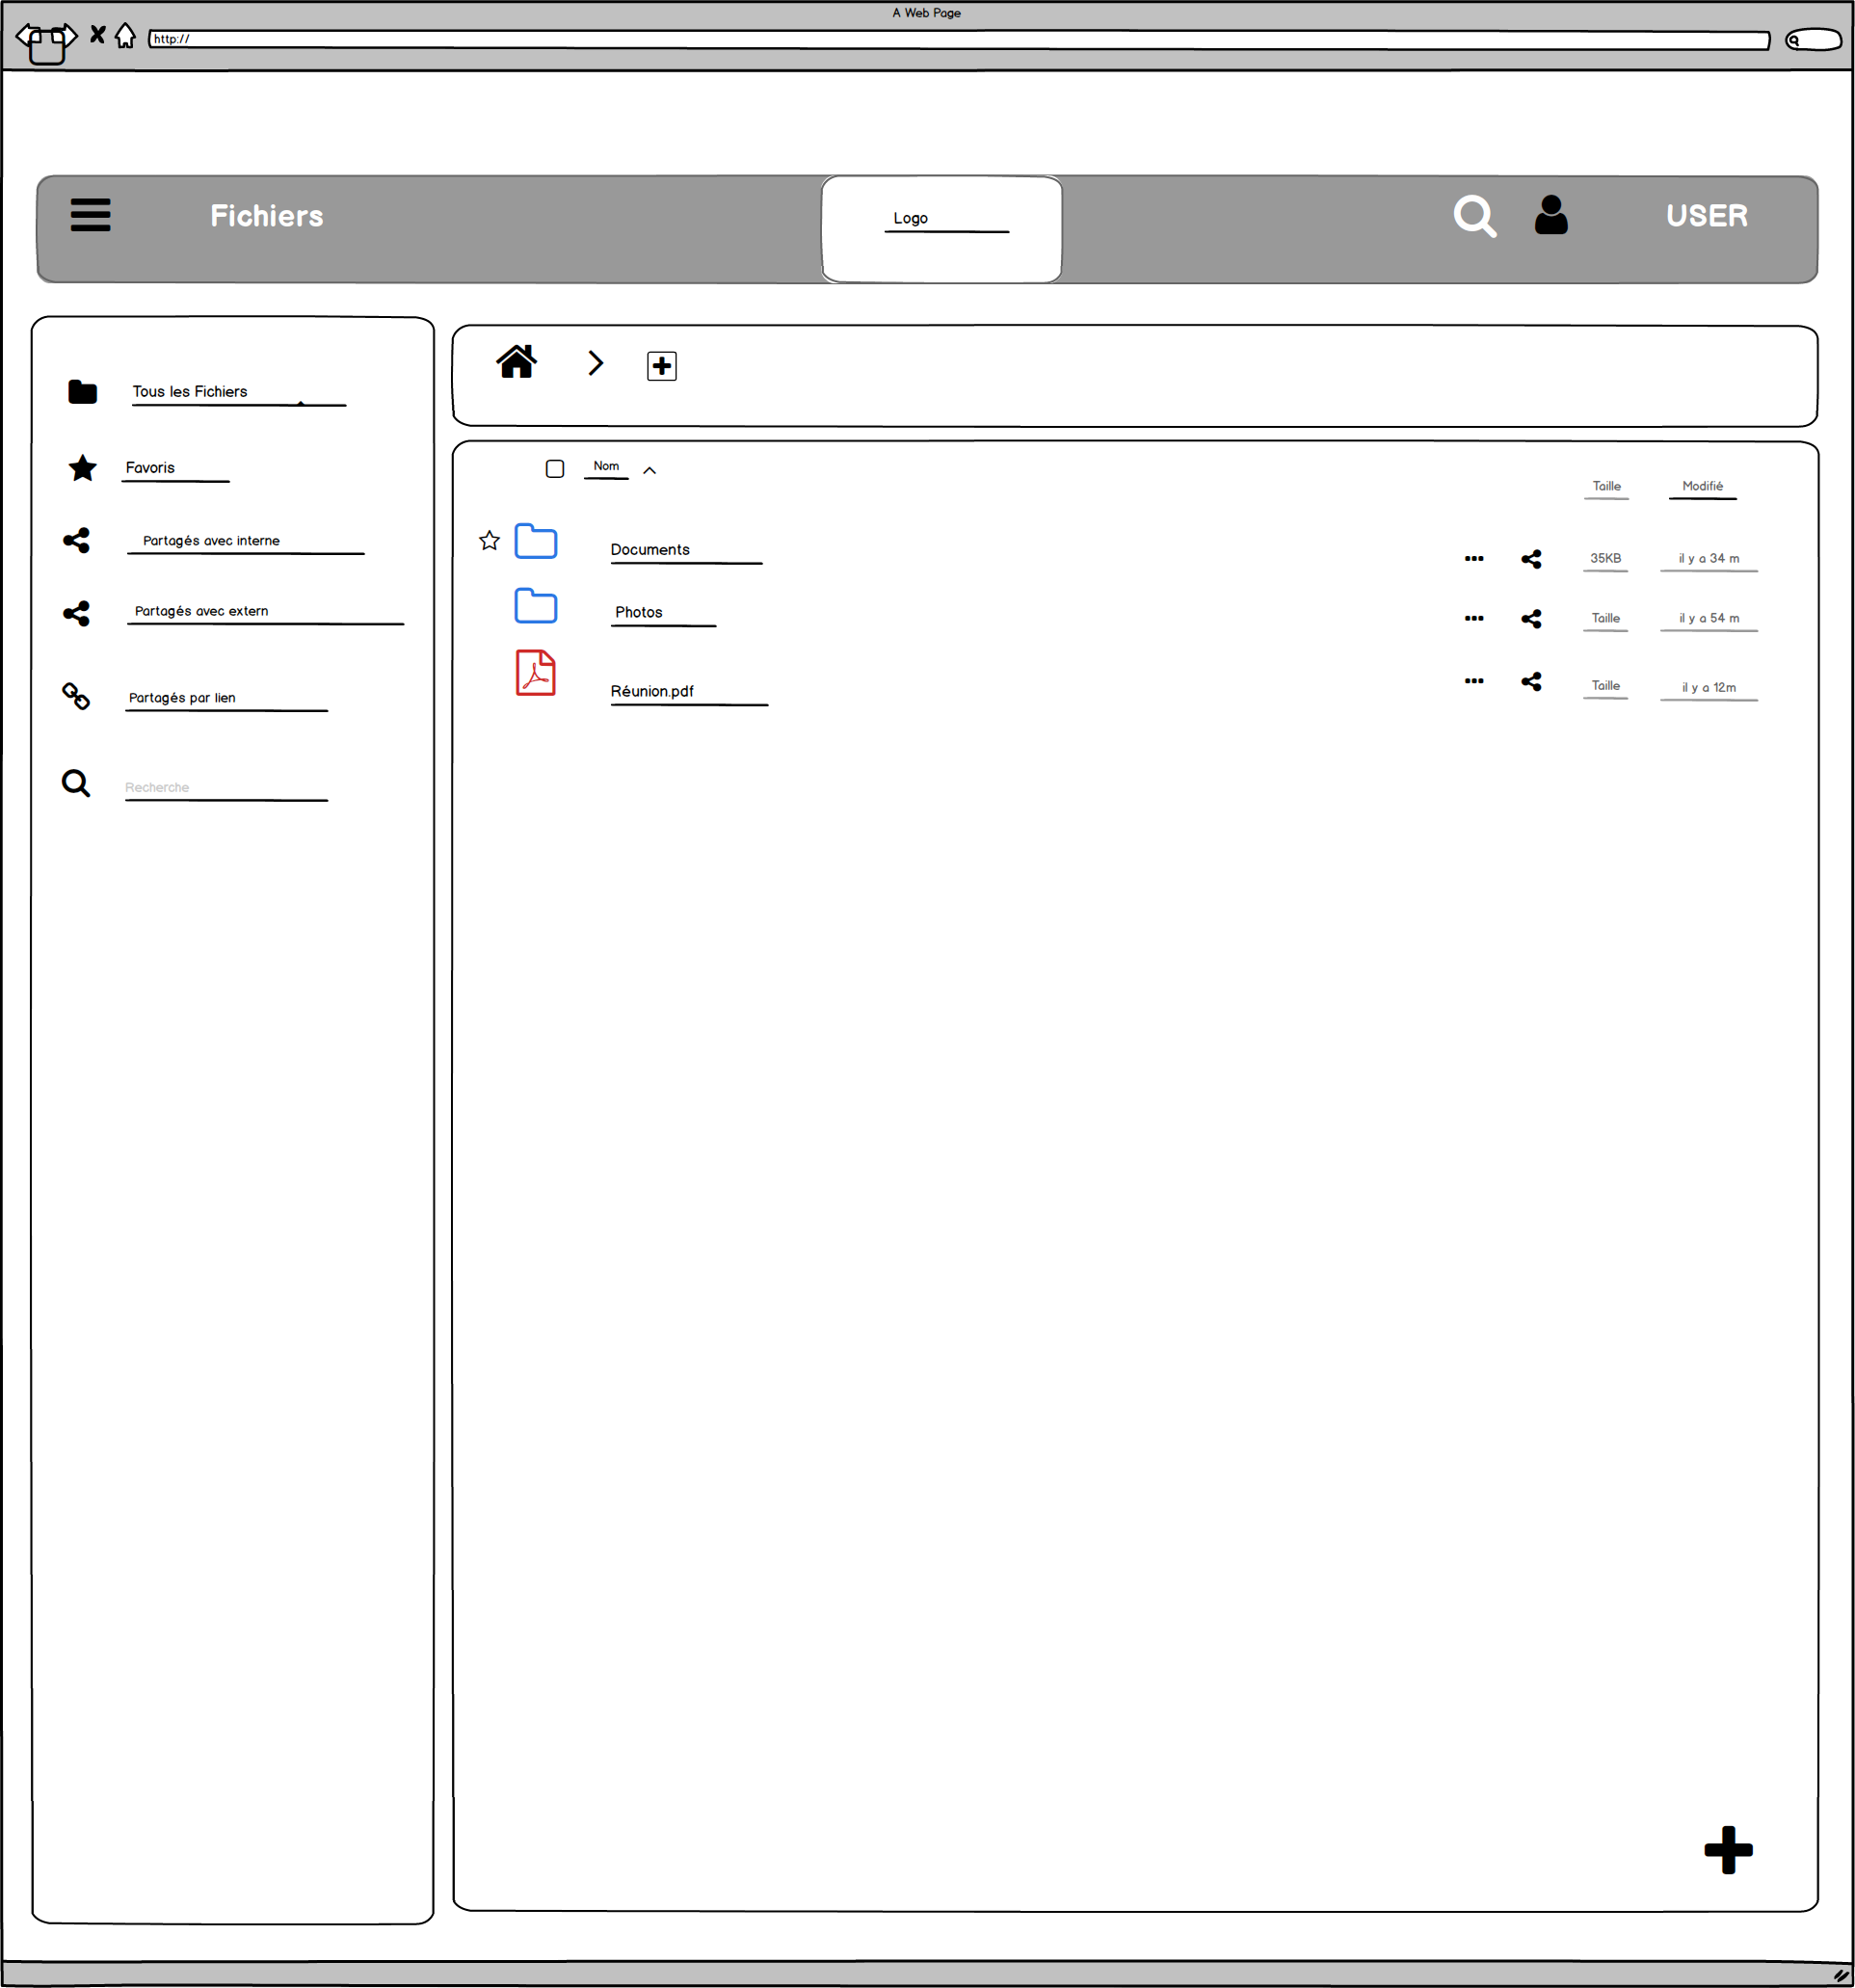 A Web Page
http://
Fichiers
Logo
USER
Tous les Fichiers
Favoris
Partagés avec interne
Partagés avec extern
Partagés par lien
Recherche
Nom
Taille
Modifié
Documents
35KB
il y a 34 m
Photos
Taille
il y a 54 m
Réunion.pdf
Taille
il y a 12m